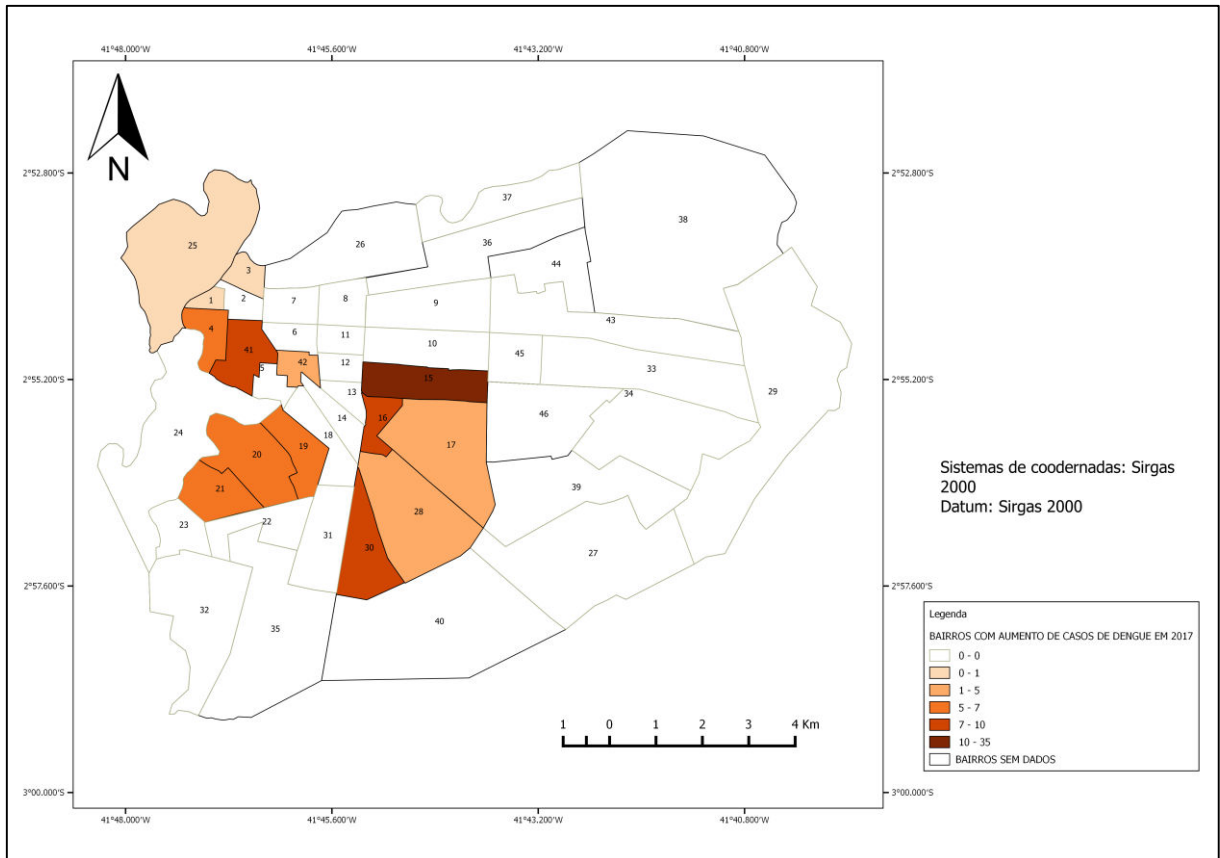 41°48.000'W 41°45.600'W 41°43.200'W 41°40.800'W
N
2°52.800'S 2°52.800'S
37
38
25
26
36
3
44
1 2 7 8 9
43
4 6 11
41 42 12 10 45
5 33
2°55.200'S 15 2°55.200'S
13 34 29
14 16 46
24 18 17
20 19
Sistemas de coodernadas: Sirgas
2000
Datum: Sirgas 2000
21 39
28
23 22
31
30 27
2°57.600'S 2°57.600'S
32
40
35
Legenda
BAIRROS COM AUMENTO DE CASOS DE DENGUE EM 2017
0 - 0
0 - 1
1 - 5
5 - 7
7 - 10
10 - 35
BAIRROS SEM DADOS
1 0 1 2 3 4 Km
3°00.000'S 3°00.000'S
41°48.000'W 41°45.600'W 41°43.200'W 41°40.800'W